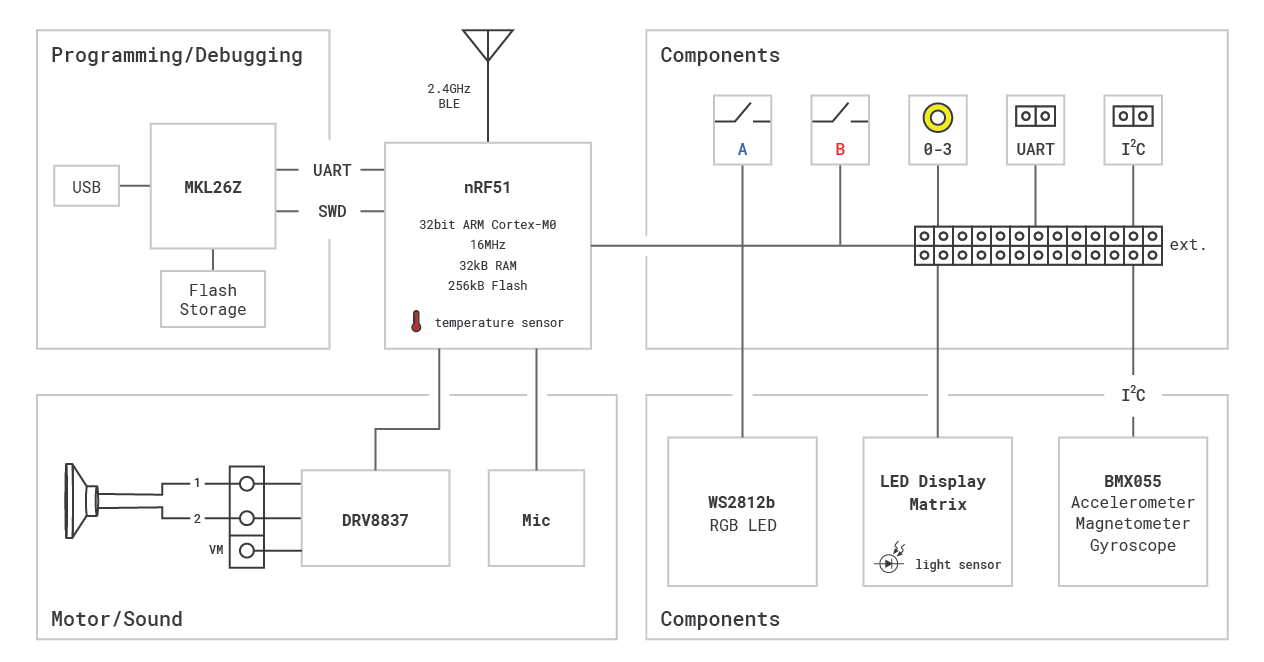 Programming/Debugging
USB
MKL26Z
Flash
Storage
UART
SWD
2.4GHz
BLE
nRF51
32bit ARM Cortex-M0
16MHz
32kB RAM
256kB Flash
temperature sensor
Components
A
B
0-3
UART
I²C
ext.
Motor/Sound
1
2
VM
DRV8837
Mic
I²C
WS2812b
RGB LED
LED Display
Matrix
light sensor
BMX055
Accelerometer
Magnetometer
Gyroscope
Components